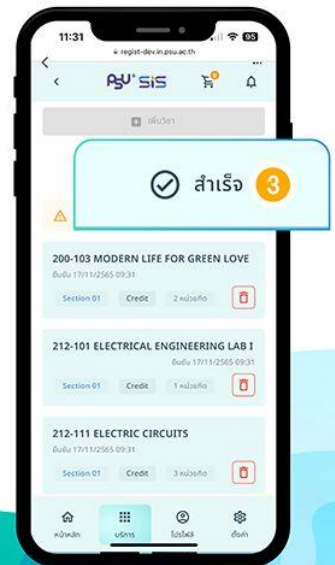 11:31
95
regist-dev.in.psu.ac.th
PSU SIS
0
เพิ่มวิชา
สำเร็จ 3
200-103 MODERN LIFE FOR GREEN LOVE
ยืนยัน 17/11/2565 09:31
Section 01 Credit 2 หน่วยกิต
212-101 ELECTRICAL ENGINEERING LAB I
ยืนยัน 17/11/2565 09:31
Section 01 Credit 1 หน่วยกิต
212-111 ELECTRIC CIRCUITS
ยืนยัน 17/11/2565 09:31
Section 01 Credit 3 หน่วยกิต
หน้าหลัก บริการ โปรไฟล์ ตั้งค่า